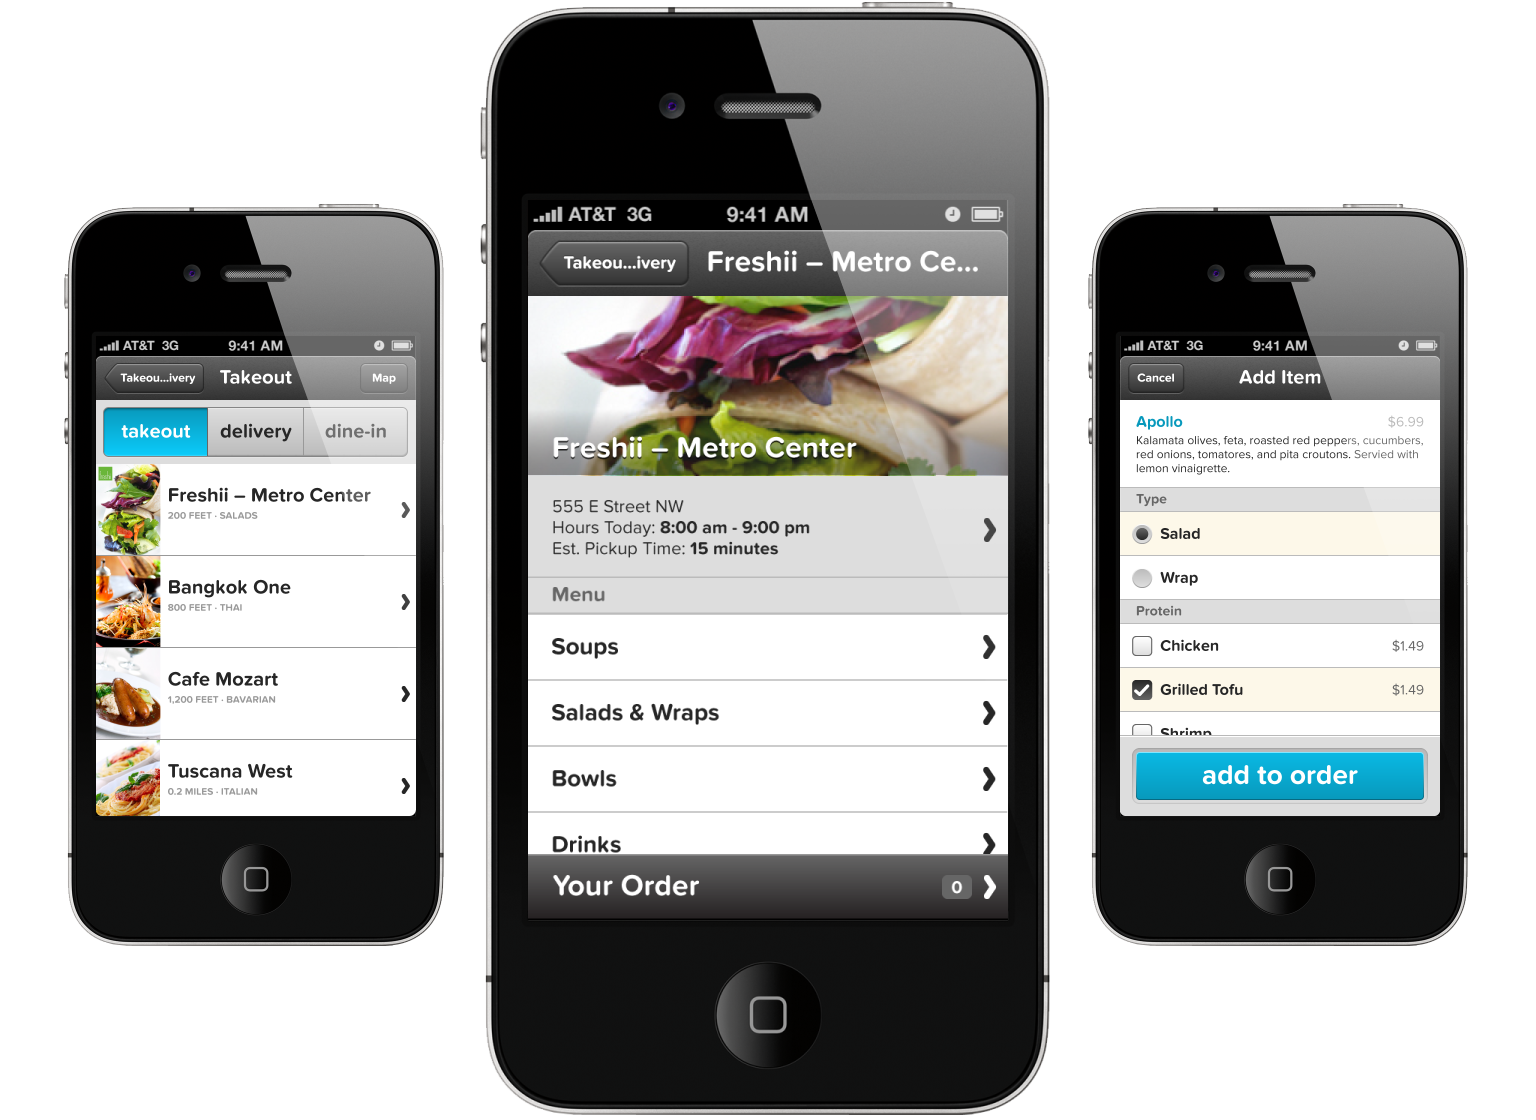 AT&T 3G 9:41 AM
Takeou...ivery Takeout Map
takeout delivery dine-in
Freshii – Metro Center
200 FEET · SALADS
Bangkok One
800 FEET · THAI
Cafe Mozart
1,200 FEET · BAVARIAN
Tuscana West
0.2 MILES · ITALIAN
AT&T 3G 9:41 AM
Takeou...ivery Freshii – Metro Ce...
Freshii – Metro Center
555 E Street NW
Hours Today: 8:00 am - 9:00 pm
Est. Pickup Time: 15 minutes
Menu
Soups
Salads & Wraps
Bowls
Drinks
Your Order 0
AT&T 3G 9:41 AM
Cancel Add Item
Apollo $6.99
Kalamata olives, feta, roasted red peppers, cucumbers,
red onions, tomatores, and pita croutons. Servied with
lemon vinaigrette.
Type
Salad
Wrap
Protein
Chicken $1.49
Grilled Tofu $1.49
Shrimp
add to order